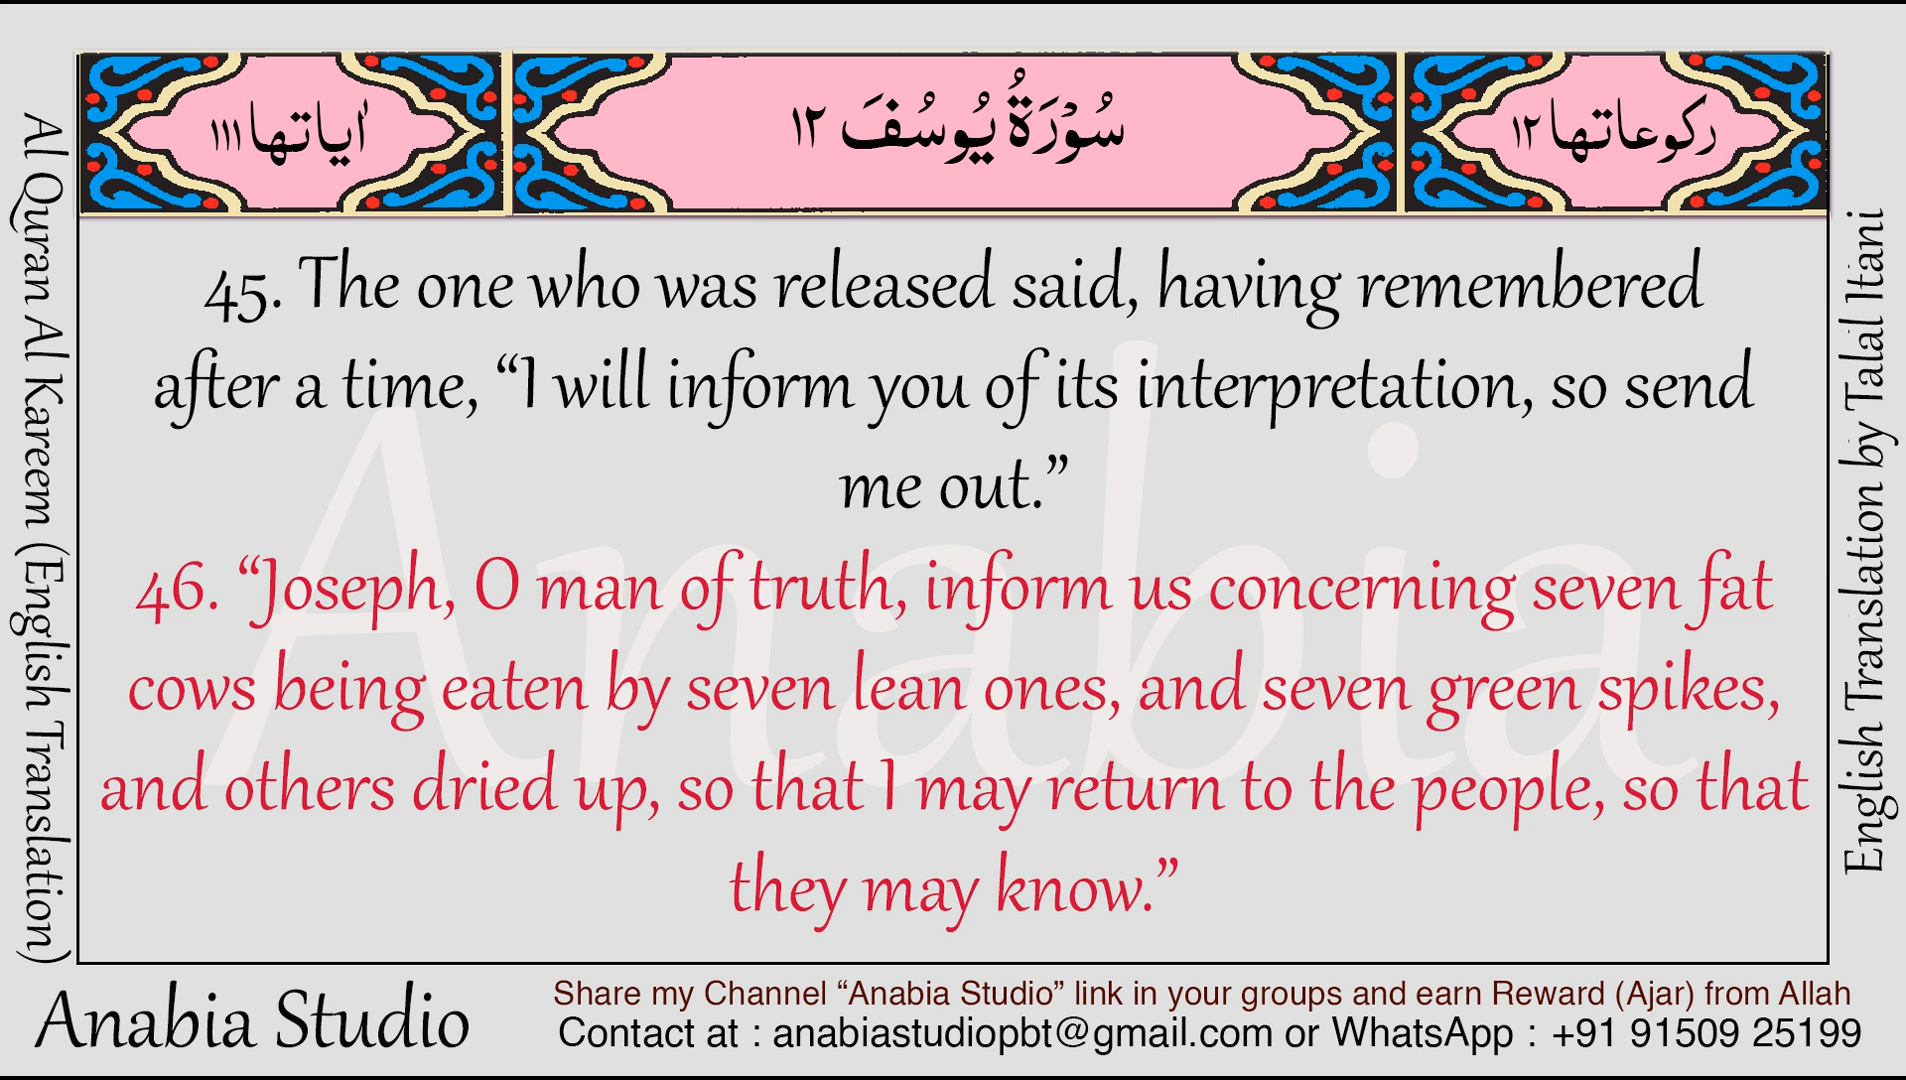 رکوعاتها ۱۲
سُوْرَةُ يُوسُفَ ۱۲
اٰیاتها ۱۱۱
Al Quran Al Kareem (English Translation)
45. The one who was released said, having remembered
after a time, “I will inform you of its interpretation, so send
me out.”
46. “Joseph, O man of truth, inform us concerning seven fat
cows being eaten by seven lean ones, and seven green spikes,
and others dried up, so that I may return to the people, so that
they may know.”
Anabia
English Translation by Talal Itani
Anabia Studio
Share my Channel “Anabia Studio” link in your groups and earn Reward (Ajar) from Allah
Contact at : anabiastudiopbt@gmail.com or WhatsApp : +91 91509 25199